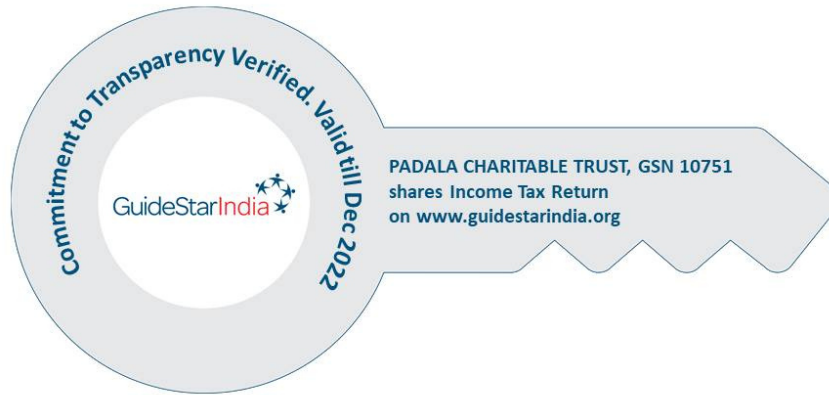 Commitment to Transparency Verified. Valid till Dec 2022
GuideStarIndia
PADALA CHARITABLE TRUST, GSN 10751
shares Income Tax Return
on www.guidestarindia.org